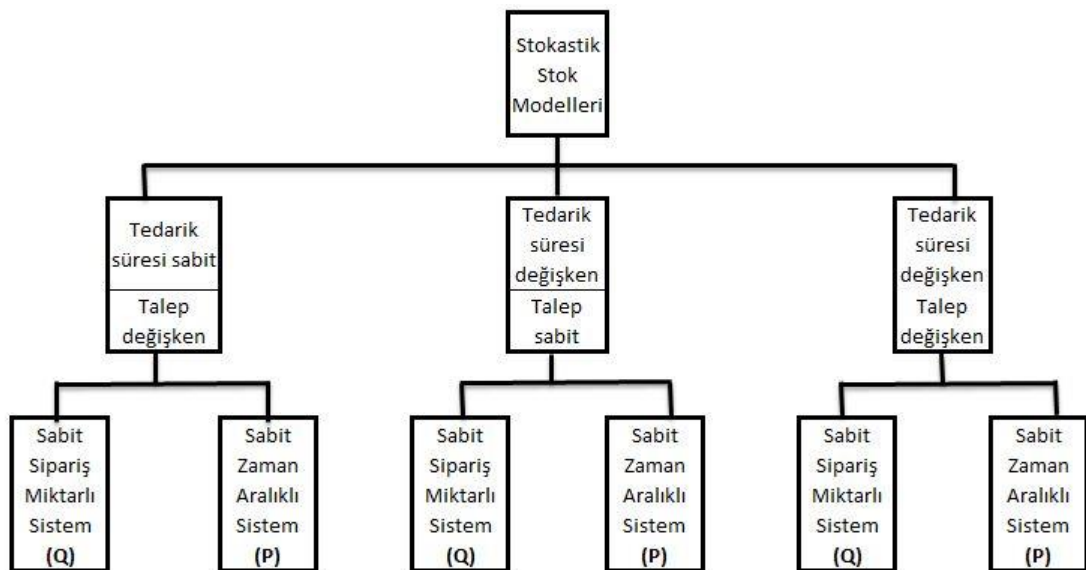 Stokastik
Stok
Modelleri
Tedarik
süresi sabit
Talep
değişken
Tedarik
süresi
değişken
Talep
sabit
Tedarik
süresi
değişken
Talep
değişken
Sabit
Sipariş
Miktarlı
Sistem
(Q)
Sabit
Zaman
Aralıklı
Sistem
(P)
Sabit
Sipariş
Miktarlı
Sistem
(Q)
Sabit
Zaman
Aralıklı
Sistem
(P)
Sabit
Sipariş
Miktarlı
Sistem
(Q)
Sabit
Zaman
Aralıklı
Sistem
(P)